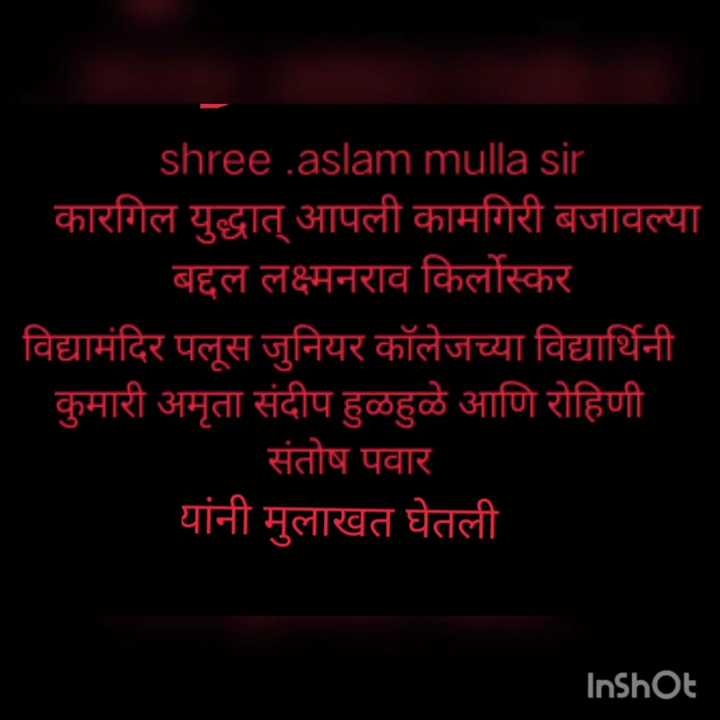 shree .aslam mulla sir
कारगिल युद्धात् आपली कामगिरी बजावल्या
बद्दल लक्ष्मनराव किर्लोस्कर
विद्यामंदिर पलूस जुनियर कॉलेजच्या विद्यार्थिनी
कुमारी अमृता संदीप हुळहुळे आणि रोहिणी
संतोष पवार
यांनी मुलाखत घेतली
InShOt